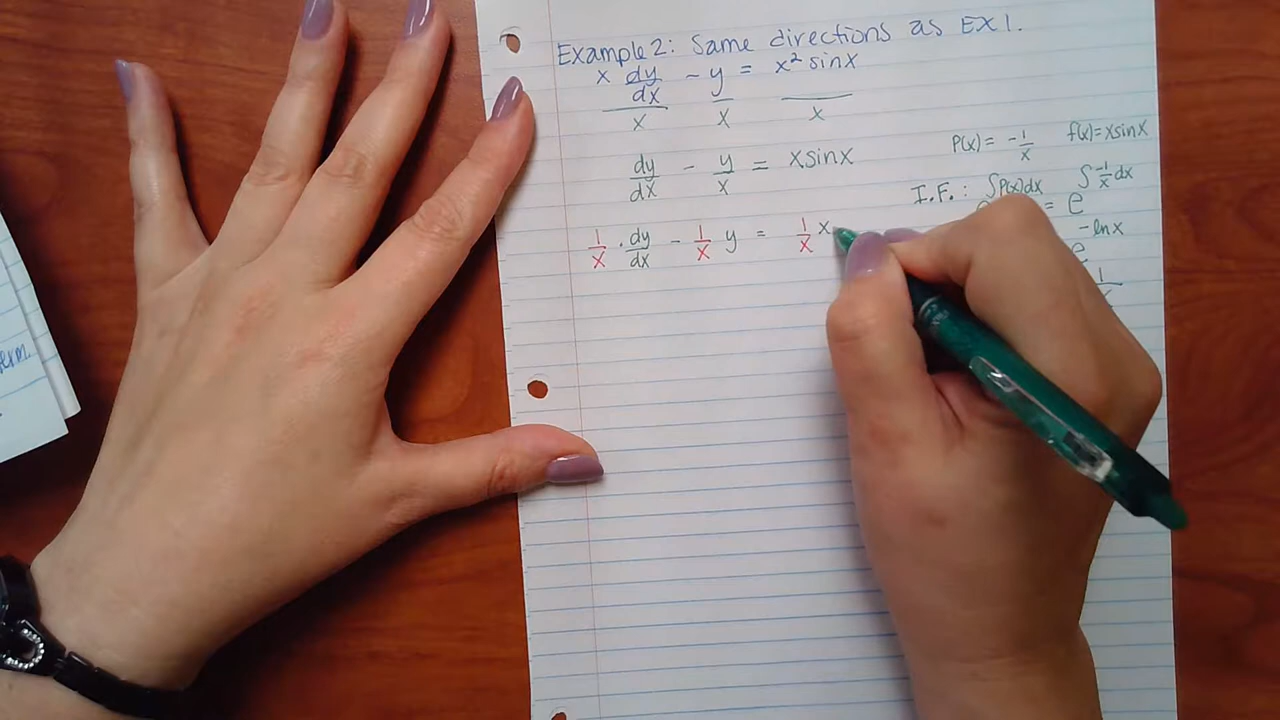 Example 2: Same directions as EX 1.
x dy/dx - y = x² sinx
x x x
dy/dx - y/x = xsinx
P(x) = -1/x f(x) = xsinx
I.F.: ∫P(x)dx = e ∫-1/x dx
e -lnx
1/x · dy/dx - 1/x y = 1/x x
erm.